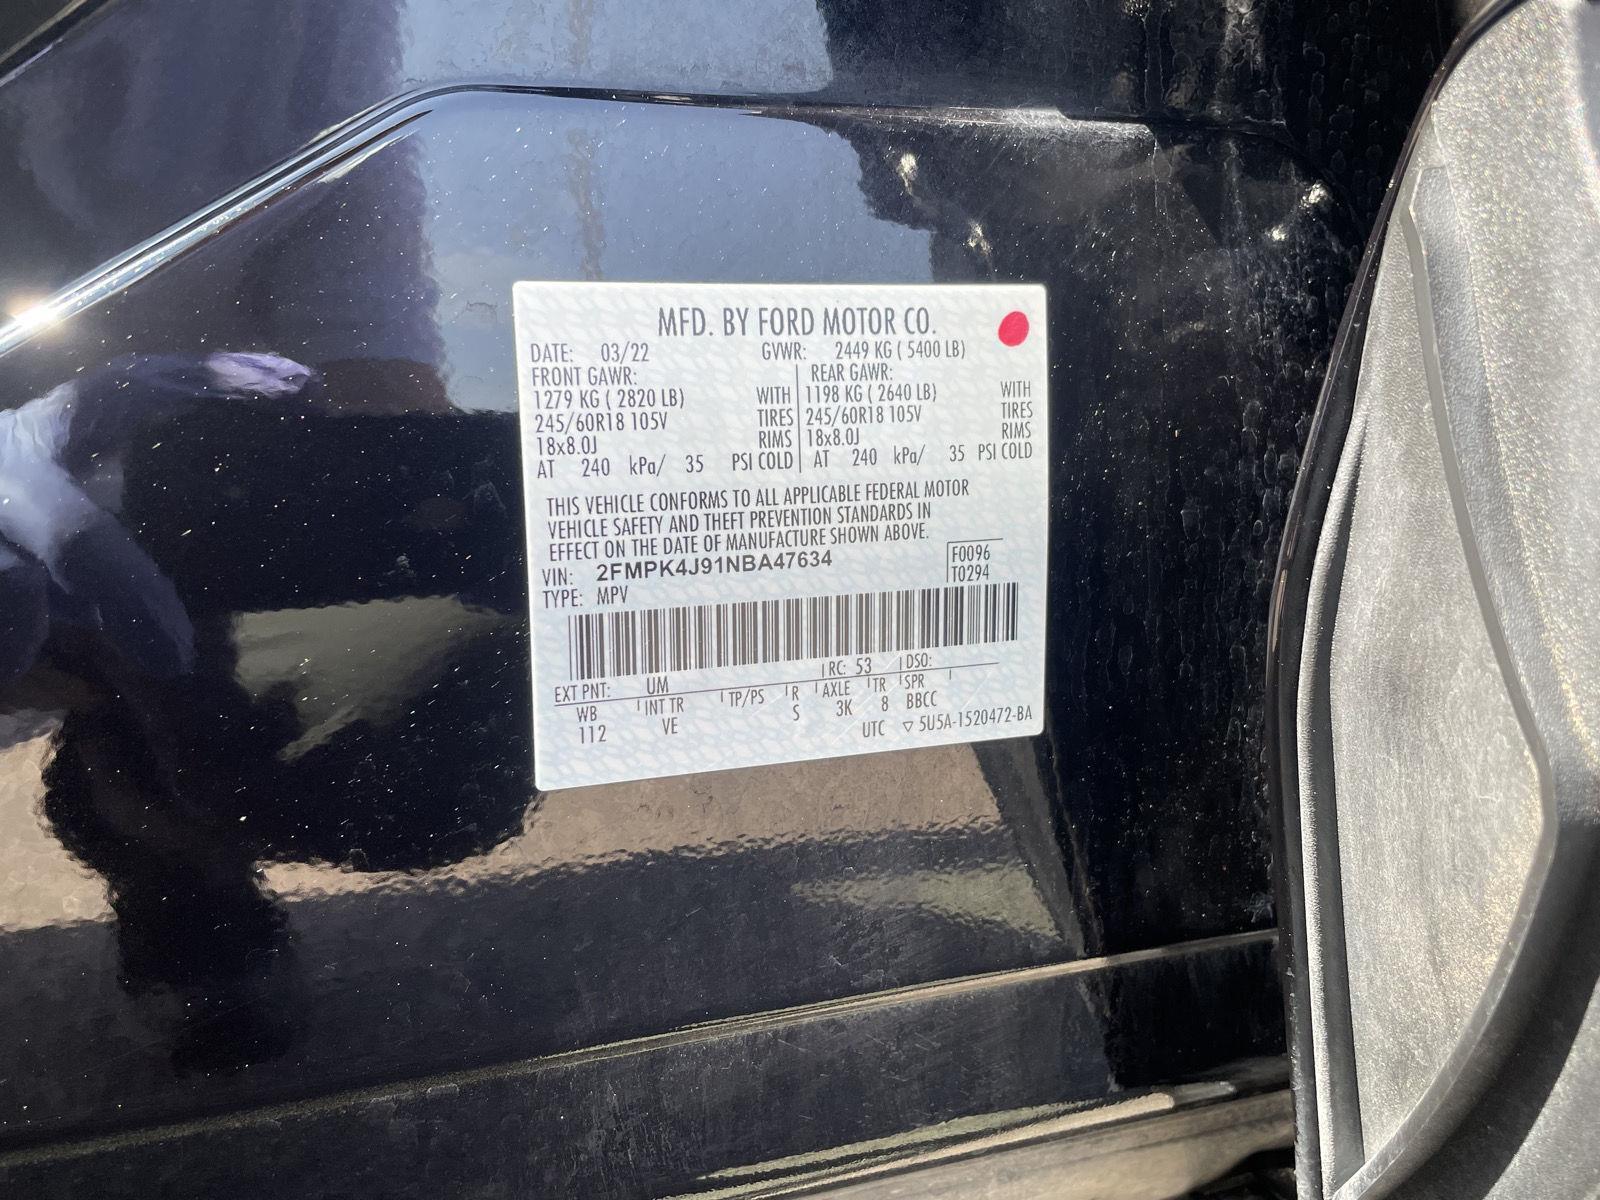 MFD. BY FORD MOTOR CO.
DATE: 03/22 GVWR: 2449 KG ( 5400 LB)
FRONT GAWR: REAR GAWR:
1279 KG ( 2820 LB) WITH 1198 KG ( 2640 LB) WITH
245/60R18 105V TIRES 245/60R18 105V TIRES
18x8.0J RIMS 18x8.0J RIMS
AT 240 kPa/ 35 PSI COLD AT 240 kPa/ 35 PSI COLD
THIS VEHICLE CONFORMS TO ALL APPLICABLE FEDERAL MOTOR
VEHICLE SAFETY AND THEFT PREVENTION STANDARDS IN
EFFECT ON THE DATE OF MANUFACTURE SHOWN ABOVE.
VIN: 2FMPK4J91NBA47634 F0096
TYPE: MPV T0294
EXT PNT: UM RC: 53 DSO:
WB INT TR TP/PS R AXLE TR SPR
112 VE S 3K 8 BBCC
UTC ▽ 5U5A-1520472-BA